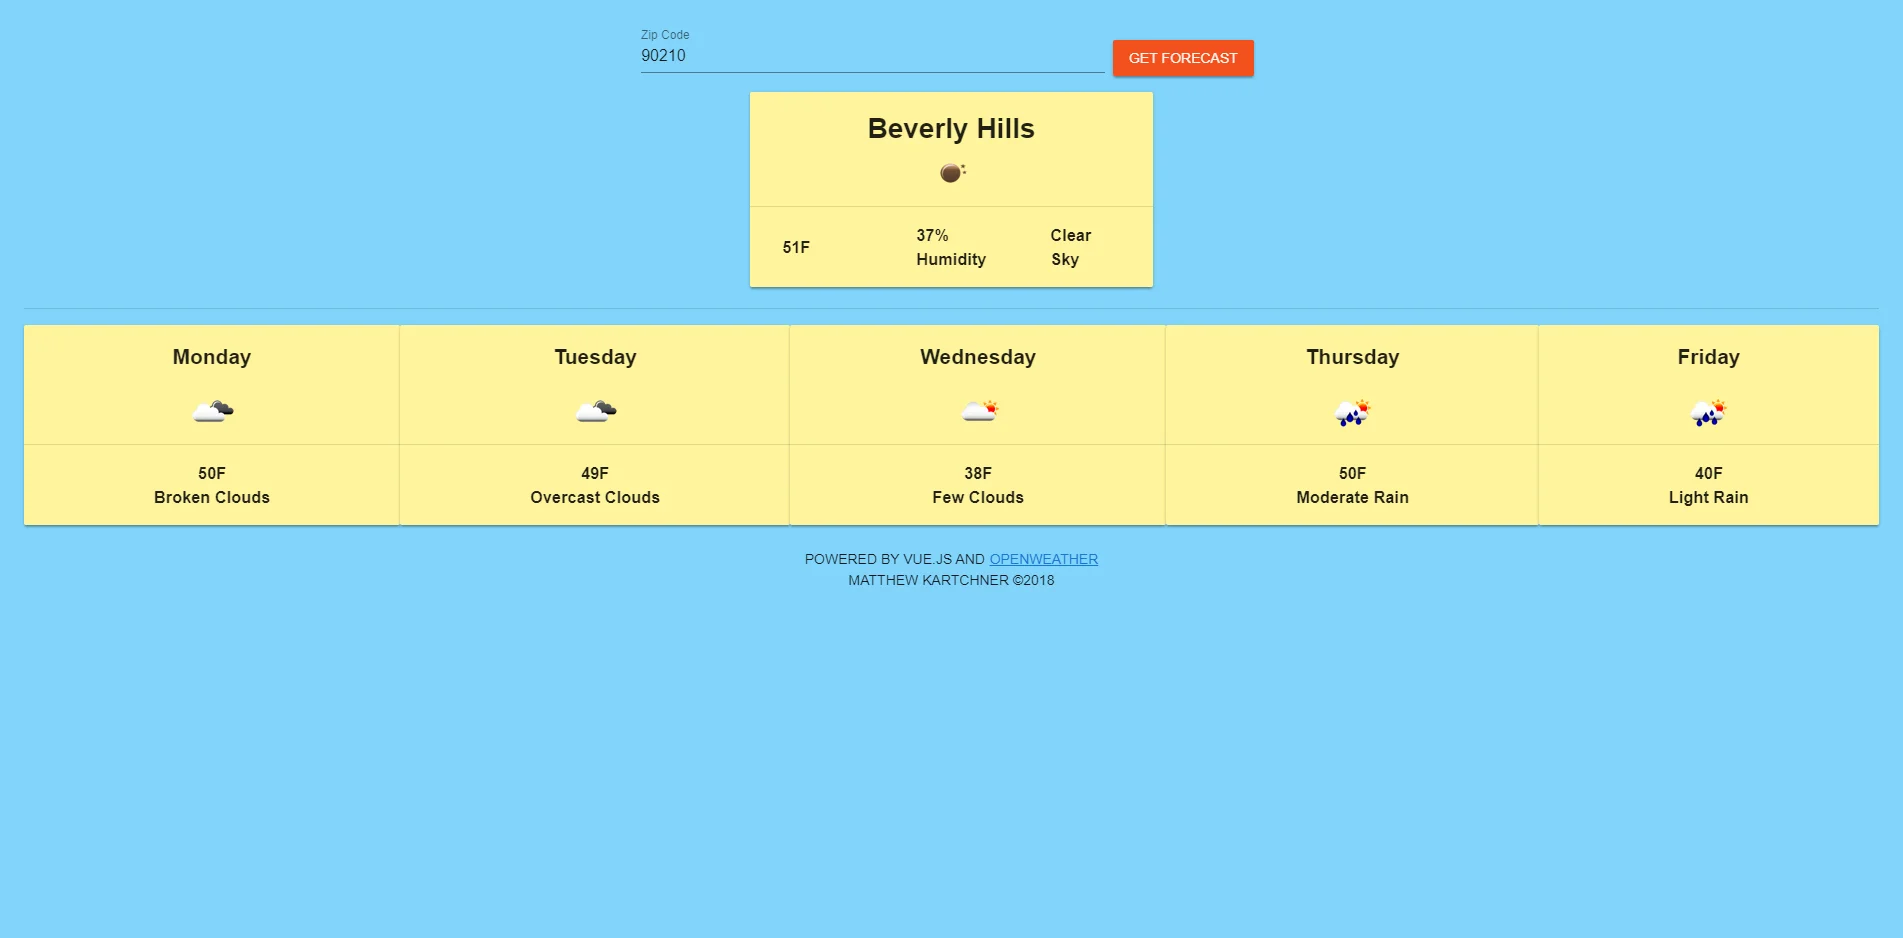 Zip Code
90210
GET FORECAST
Beverly Hills
51F
37%
Humidity
Clear
Sky
Monday
Tuesday
Wednesday
Thursday
Friday
50F
Broken Clouds
49F
Overcast Clouds
38F
Few Clouds
50F
Moderate Rain
40F
Light Rain
POWERED BY VUE.JS AND OPENWEATHER
MATTHEW KARTCHNER ©2018